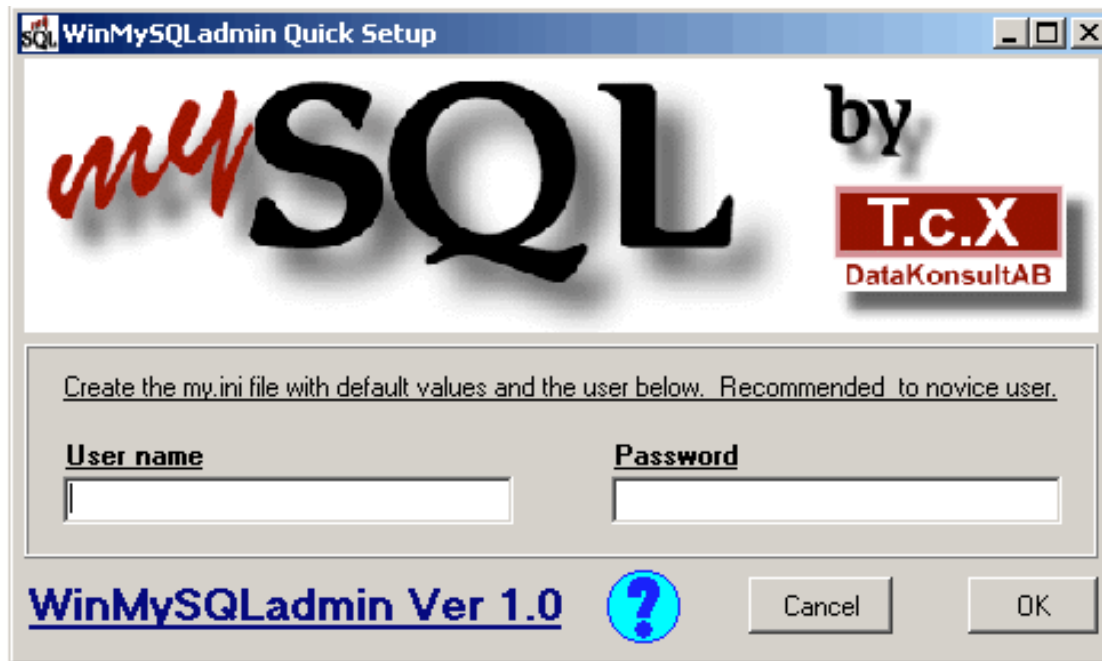 WinMySQLadmin Quick Setup
mySQL by
T.c.X
DataKonsultAB
Create the my.ini file with default values and the user below. Recommended to novice user.
User name Password
WinMySQLadmin Ver 1.0 ? Cancel OK